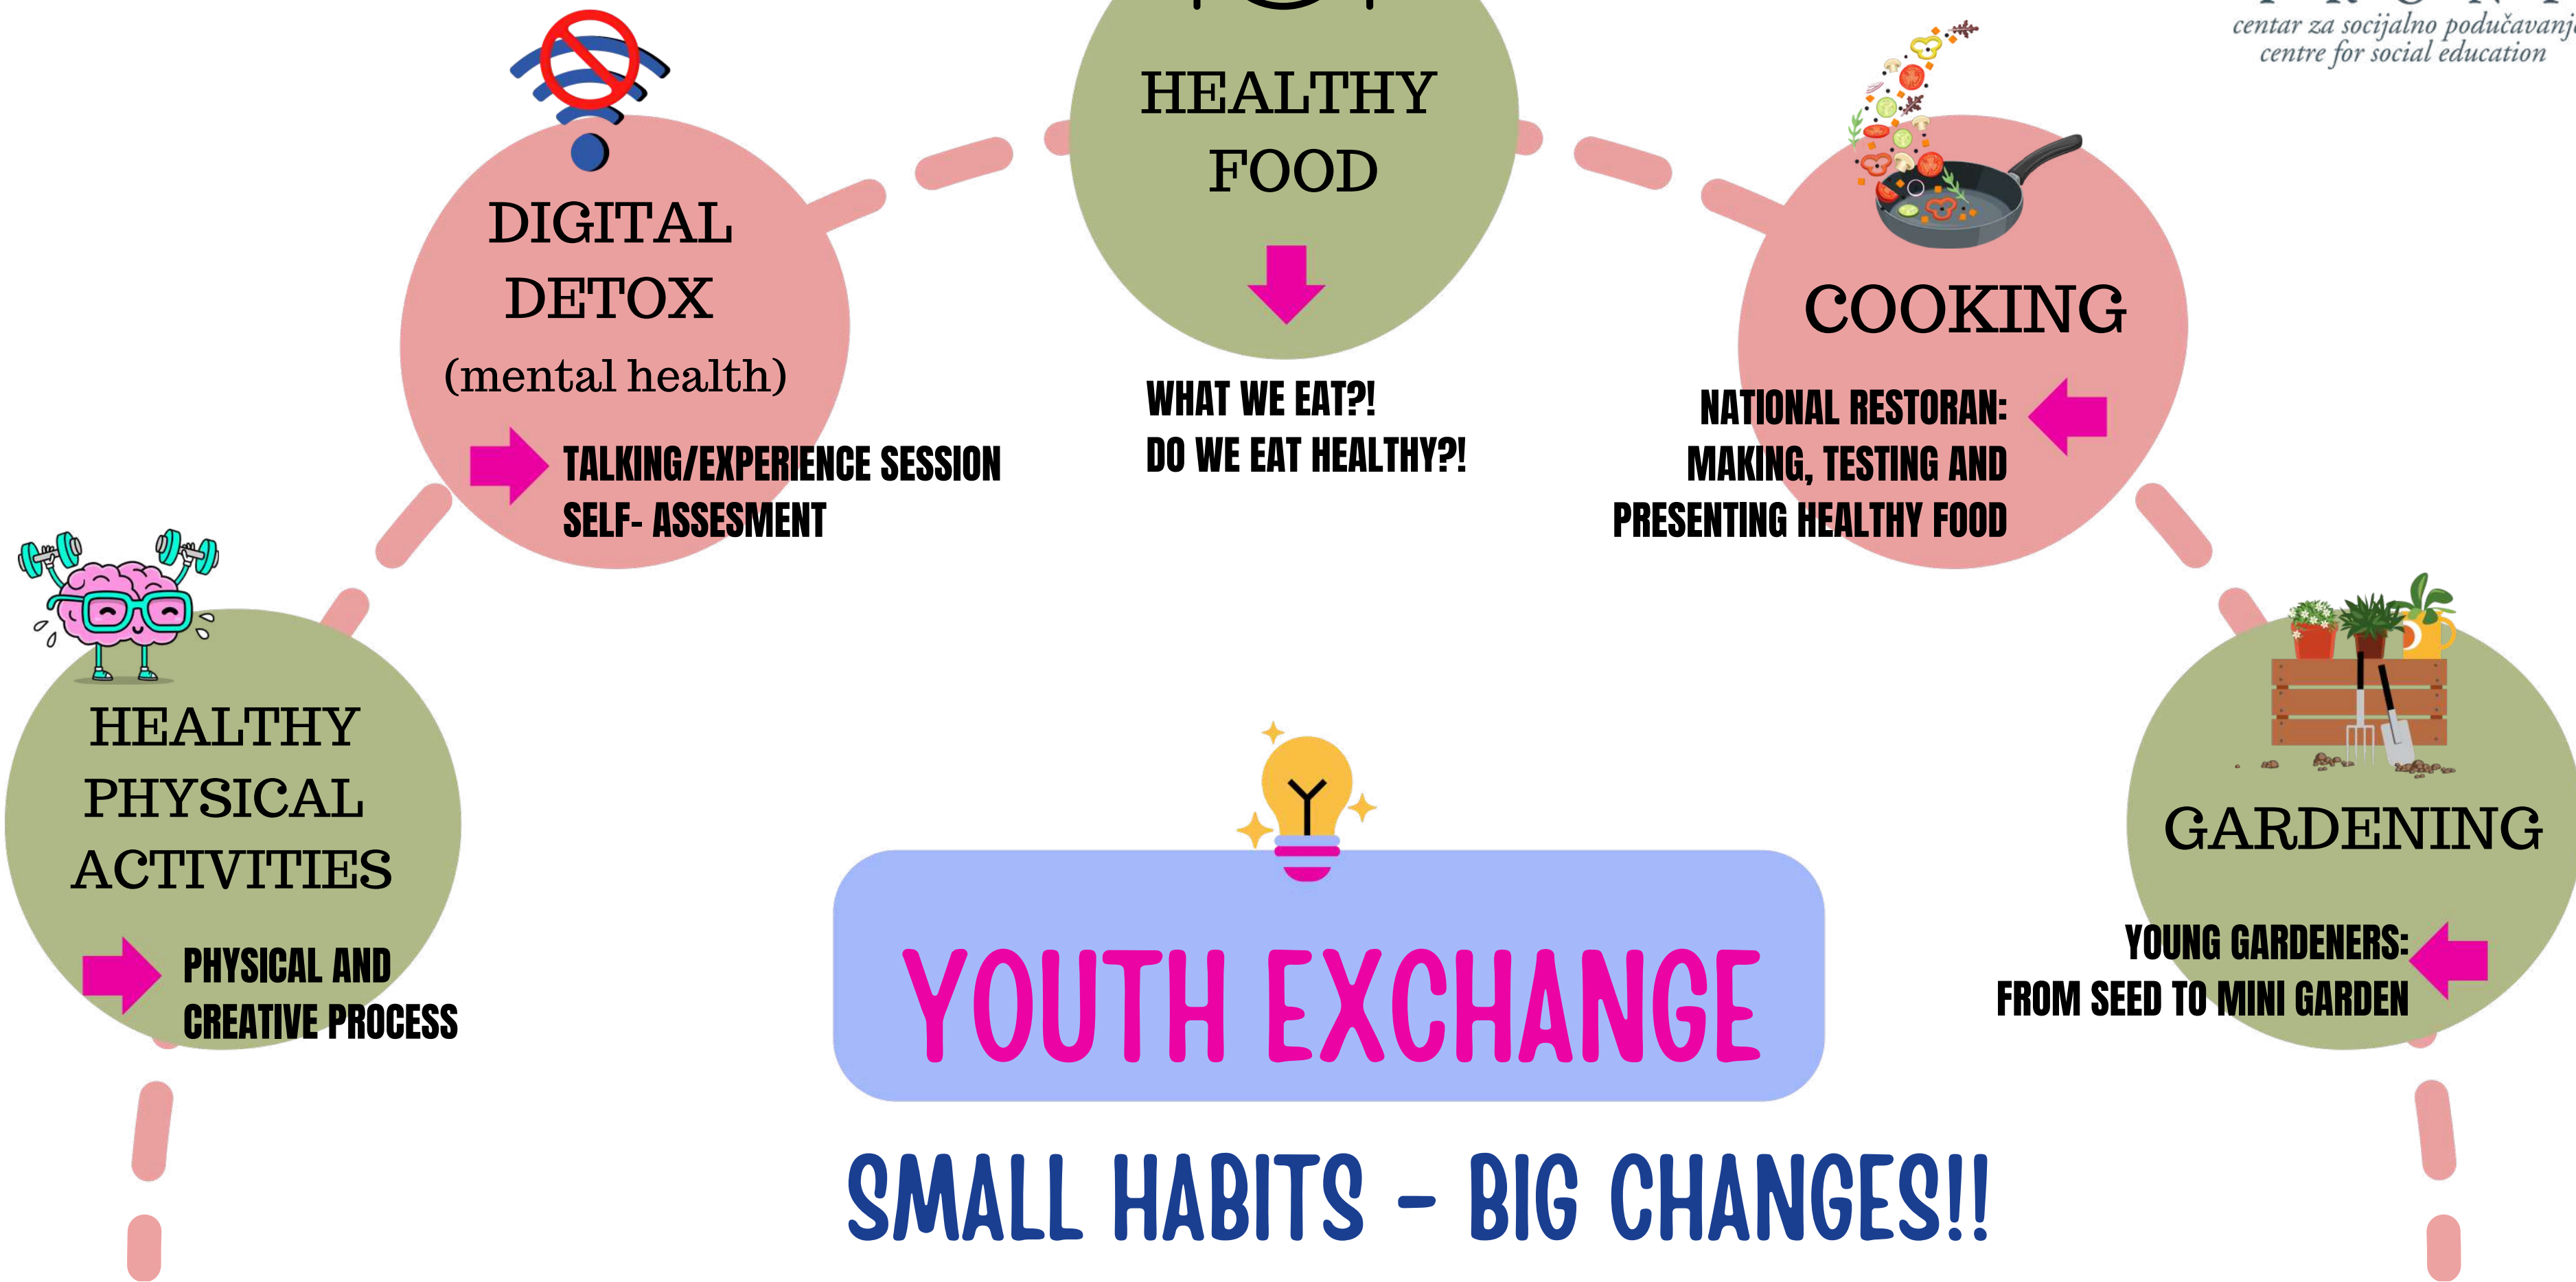 centar za socijalno podučavanje
centre for social education
HEALTHY
FOOD
WHAT WE EAT?!
DO WE EAT HEALTHY?!
DIGITAL
DETOX
(mental health)
TALKING/EXPERIENCE SESSION
SELF- ASSESMENT
COOKING
NATIONAL RESTORAN:
MAKING, TESTING AND
PRESENTING HEALTHY FOOD
HEALTHY
PHYSICAL
ACTIVITIES
PHYSICAL AND
CREATIVE PROCESS
GARDENING
YOUNG GARDENERS:
FROM SEED TO MINI GARDEN
YOUTH EXCHANGE
SMALL HABITS - BIG CHANGES!!